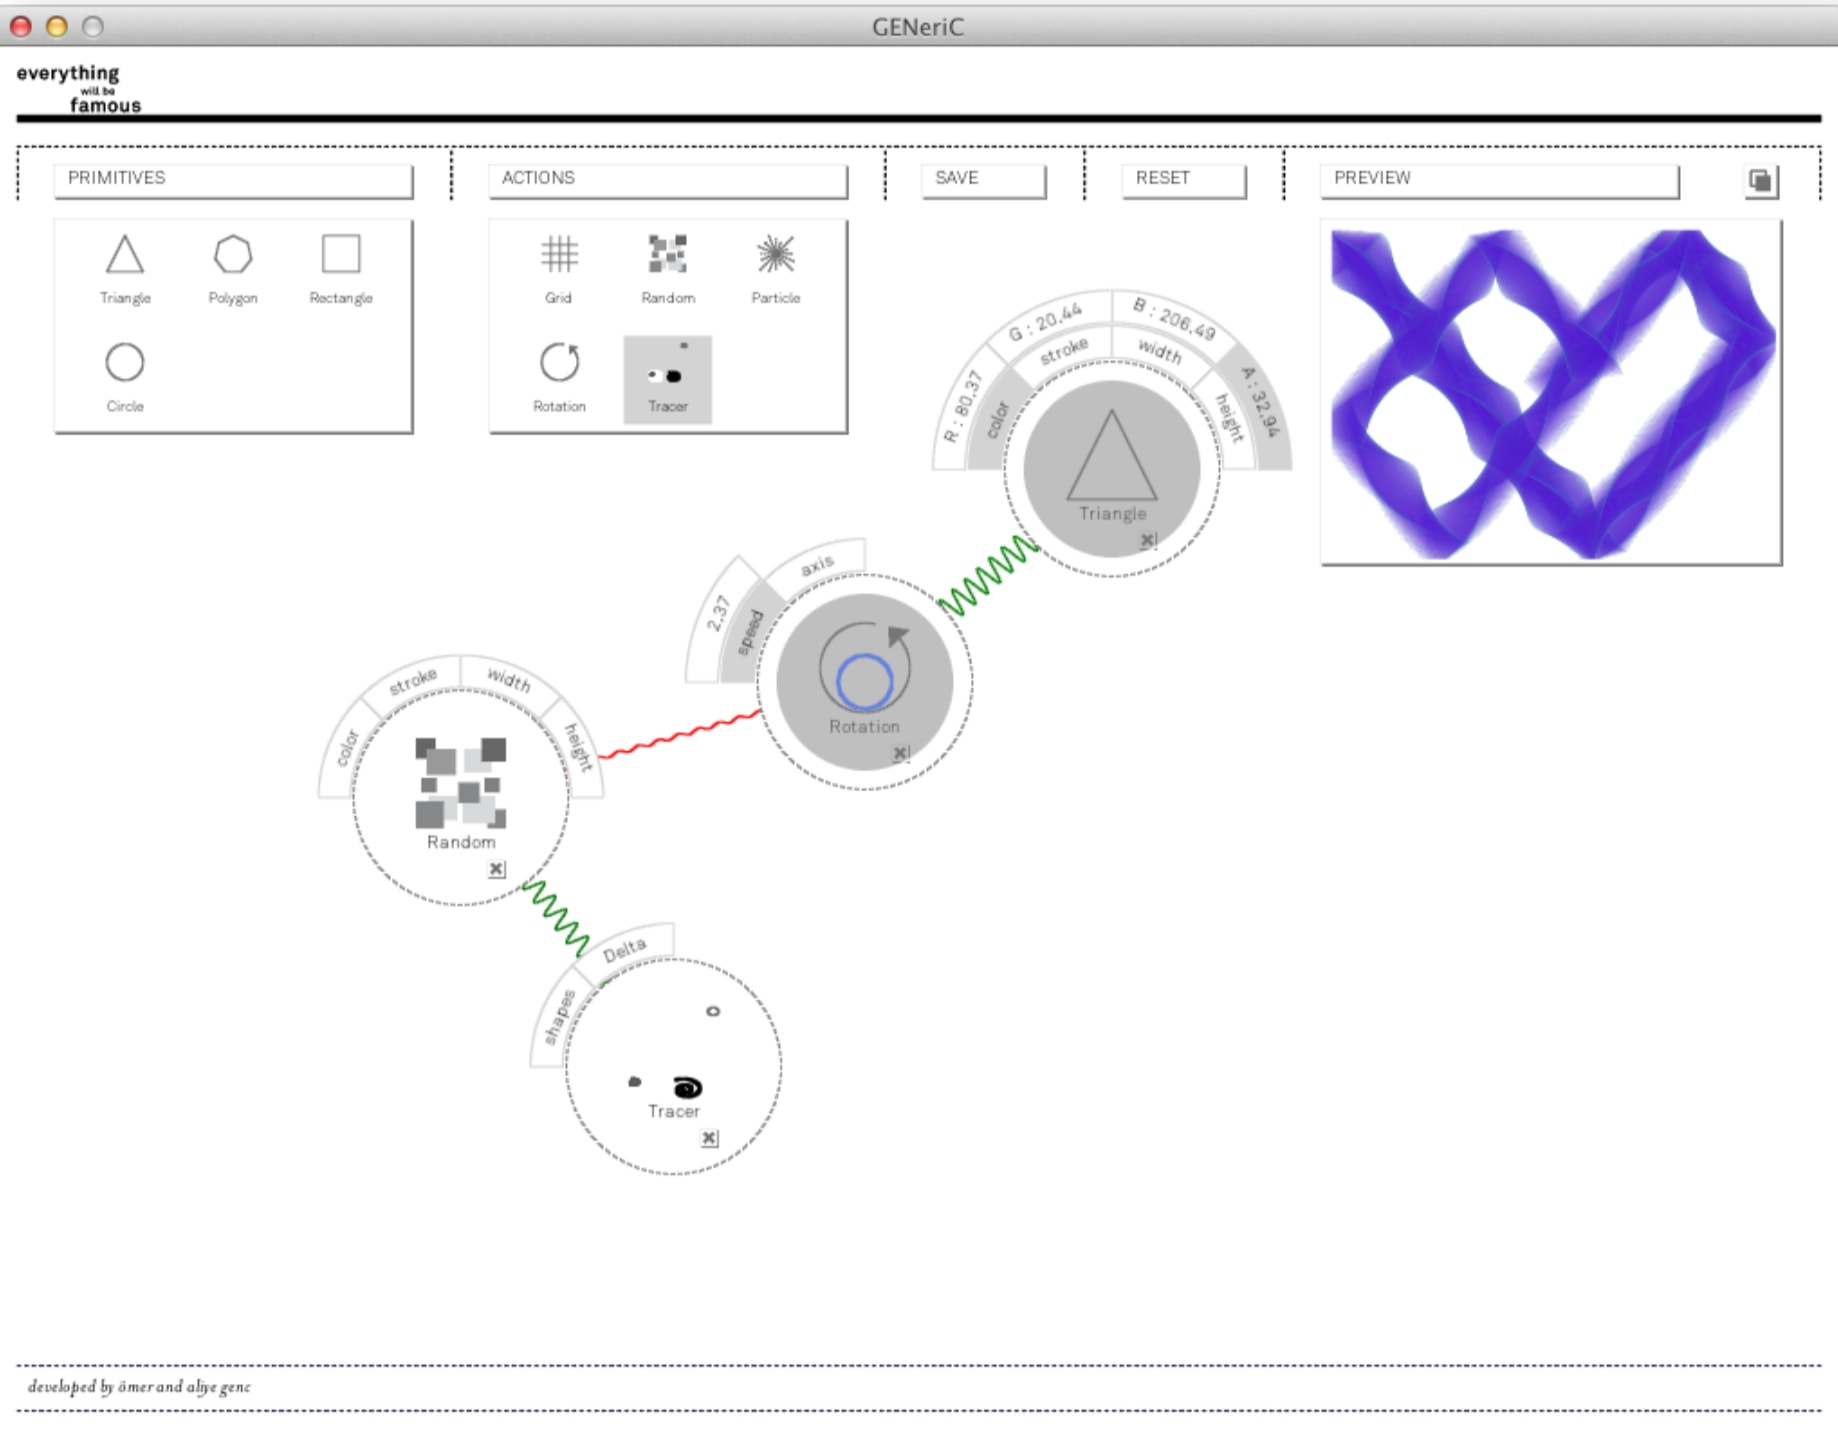 GENeriC
everything
will be
famous
PRIMITIVES
ACTIONS
SAVE
RESET
PREVIEW
Triangle
Polygon
Rectangle
Circle
Grid
Random
Particle
Rotation
Tracer
R : 80,37
G : 20,44
B : 206,49
A : 32,94
color
stroke
width
height
Triangle
2,37
speed
axis
Rotation
color
stroke
width
height
Random
shapes
Delta
Tracer
developed by ömer and aliye genc